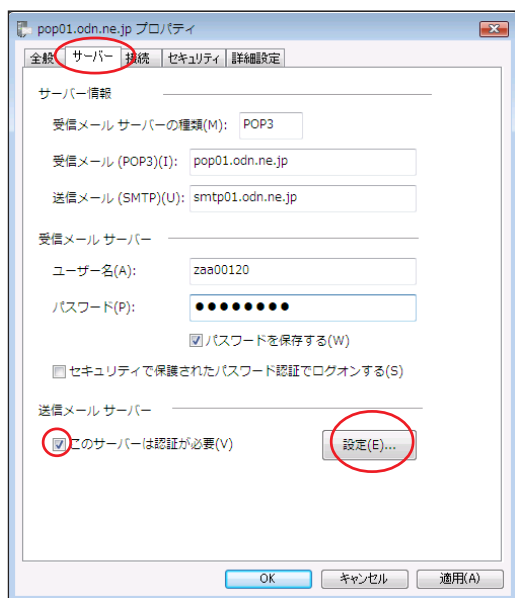 pop01.odn.ne.jp プロパティ
全般 サーバー 接続 セキュリティ 詳細設定
サーバー情報
受信メール サーバーの種類(M): POP3
受信メール (POP3)(I): pop01.odn.ne.jp
送信メール (SMTP)(U): smtp01.odn.ne.jp
受信メール サーバー
ユーザー名(A): zaa00120
パスワード(P): ●●●●●●●●
パスワードを保存する(W)
セキュリティで保護されたパスワード認証でログオンする(S)
送信メール サーバー
このサーバーは認証が必要(V) 設定(E)...
OK キャンセル 適用(A)